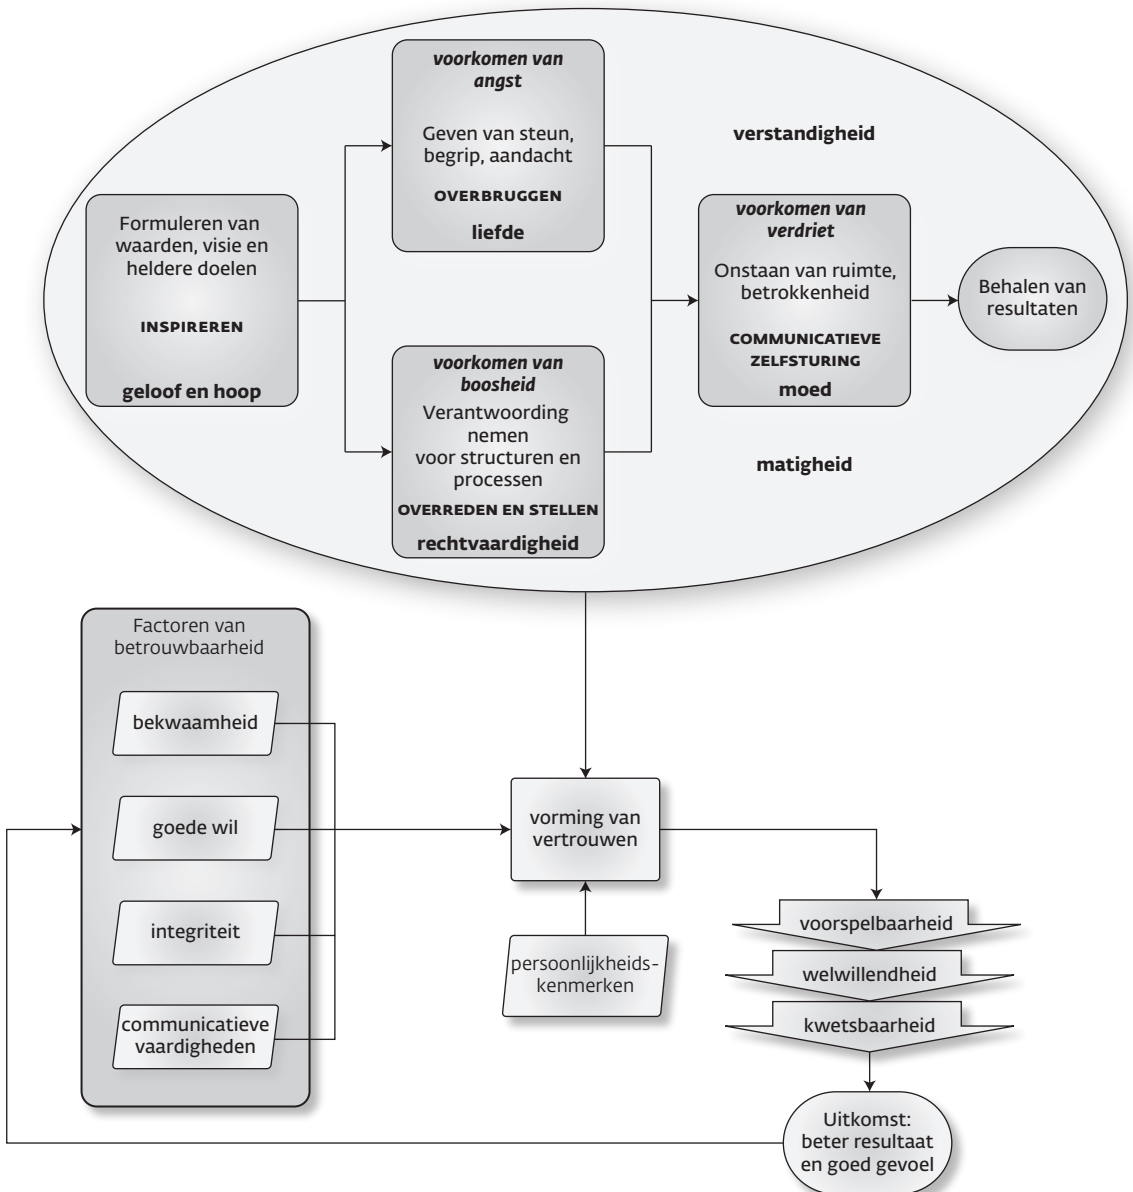 voorkomen van
angst
Geven van steun,
begrip, aandacht
OVERBRUGGEN
liefde
verstandigheid
Formuleren van
waarden, visie en
heldere doelen
INSPIREREN
geloof en hoop
voorkomen van
verdriet
Onstaan van ruimte,
betrokkenheid
COMMUNICATIEVE
ZELFSTURING
moed
Behalen van
resultaten
voorkomen van
boosheid
Verantwoording
nemen
voor structuren en
processen
OVERREDEN EN STELLEN
rechtvaardigheid
matigheid
Factoren van
betrouwbaarheid
bekwaamheid
goede wil
integriteit
communicatieve
vaardigheden
vorming van
vertrouwen
persoonlijkheids-
kenmerken
voorspelbaarheid
welwillendheid
kwetsbaarheid
Uitkomst:
beter resultaat
en goed gevoel